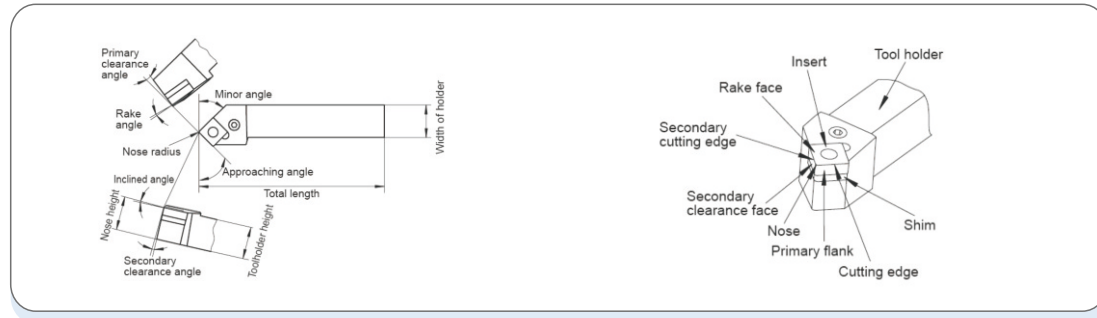 Primary
clearance
angle
Minor angle
Rake
angle
Nose radius
Width of holder
Approaching angle
Inclined angle
Total length
Nose height
Toolholder height
Secondary
clearance angle
Tool holder
Insert
Rake face
Secondary
cutting edge
Secondary
clearance face
Nose
Shim
Primary flank
Cutting edge